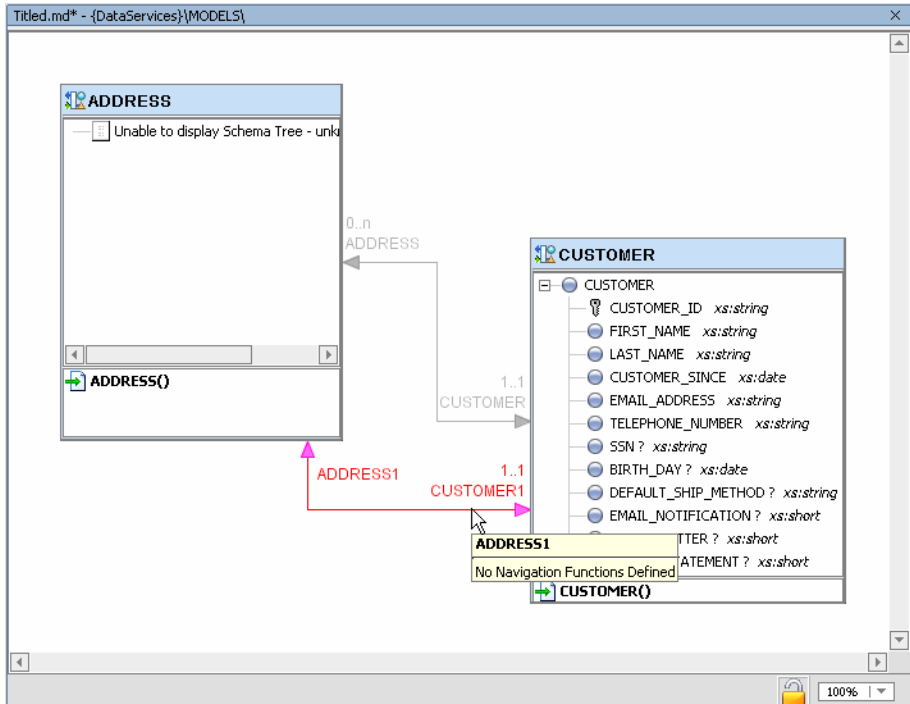 Titled.md* - {DataServices}\MODELS\
ADDRESS
Unable to display Schema Tree - unk
0..n
ADDRESS
CUSTOMER
CUSTOMER
CUSTOMER_ID xs:string
FIRST_NAME xs:string
LAST_NAME xs:string
CUSTOMER_SINCE xs:date
EMAIL_ADDRESS xs:string
TELEPHONE_NUMBER xs:string
SSN ? xs:string
BIRTH_DAY ? xs:date
DEFAULT_SHIP_METHOD ? xs:string
EMAIL_NOTIFICATION ? xs:short
TTER ? xs:short
ATEMENT ? xs:short
CUSTOMER()
ADDRESS()
1..1
CUSTOMER
ADDRESS1
1..1
CUSTOMER1
ADDRESS1
No Navigation Functions Defined
100%